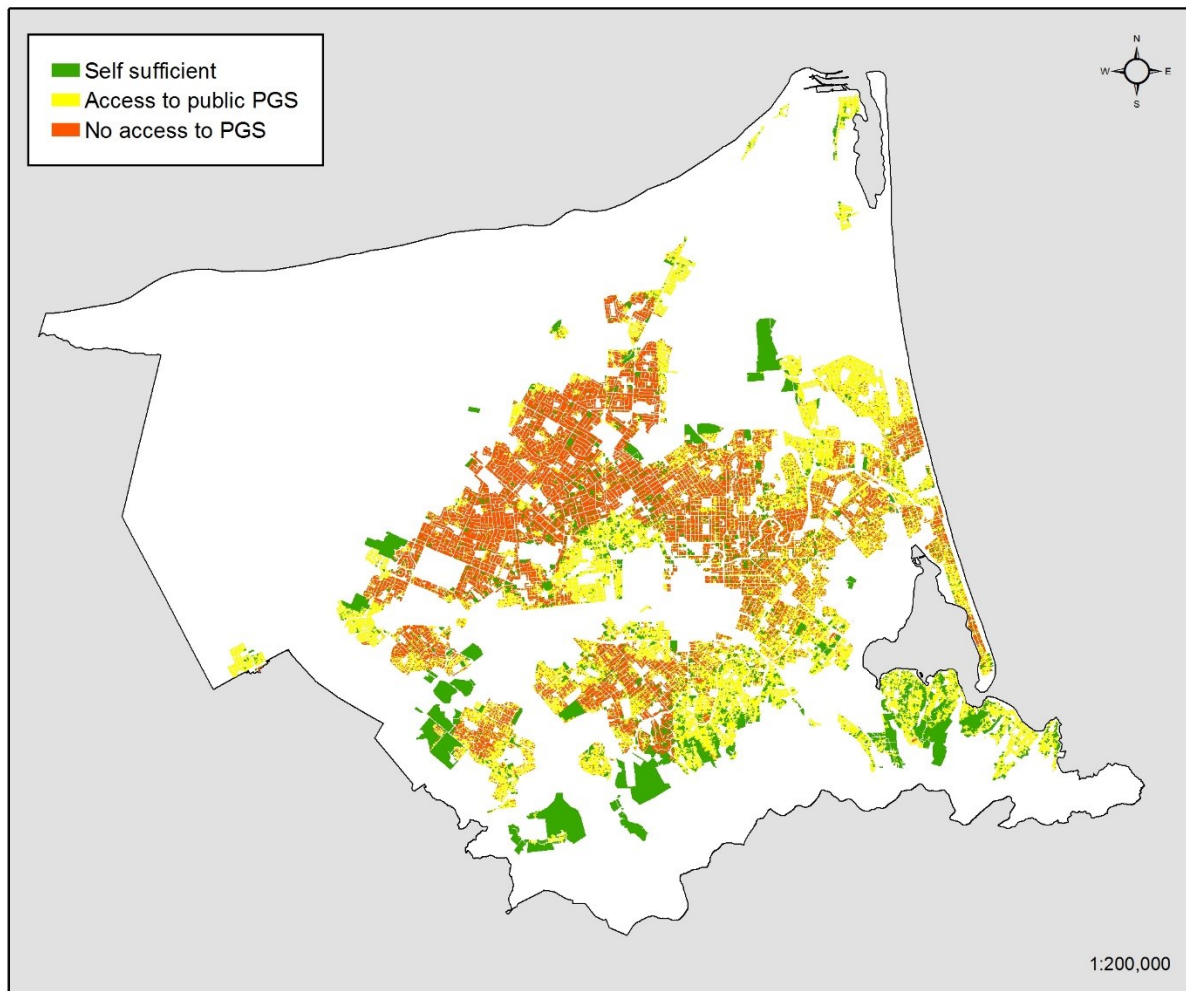 Self sufficient
Access to public PGS
No access to PGS
N
W E
S
1:200,000